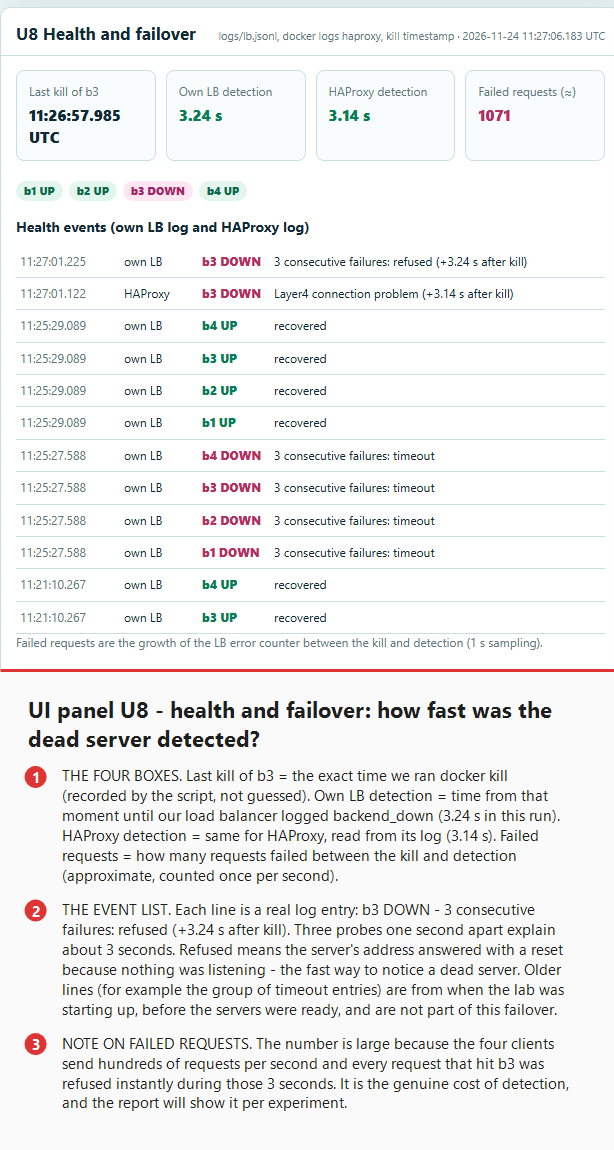 U8 Health and failover
logs/lb.jsonl, docker logs haproxy, kill timestamp · 2026-11-24 11:27:06.183 UTC
Last kill of b3
11:26:57.985
UTC
Own LB detection
3.24 s
HAProxy detection
3.14 s
Failed requests (≈)
1071
b1 UP b2 UP b3 DOWN b4 UP
Health events (own LB log and HAProxy log)
11:27:01.225 own LB b3 DOWN 3 consecutive failures: refused (+3.24 s after kill)
11:27:01.122 HAProxy b3 DOWN Layer4 connection problem (+3.14 s after kill)
11:25:29.089 own LB b4 UP recovered
11:25:29.089 own LB b3 UP recovered
11:25:29.089 own LB b2 UP recovered
11:25:29.089 own LB b1 UP recovered
11:25:27.588 own LB b4 DOWN 3 consecutive failures: timeout
11:25:27.588 own LB b3 DOWN 3 consecutive failures: timeout
11:25:27.588 own LB b2 DOWN 3 consecutive failures: timeout
11:25:27.588 own LB b1 DOWN 3 consecutive failures: timeout
11:21:10.267 own LB b4 UP recovered
11:21:10.267 own LB b3 UP recovered
Failed requests are the growth of the LB error counter between the kill and detection (1 s sampling).
UI panel U8 - health and failover: how fast was the
dead server detected?
1 THE FOUR BOXES. Last kill of b3 = the exact time we ran docker kill
(recorded by the script, not guessed). Own LB detection = time from that
moment until our load balancer logged backend_down (3.24 s in this run).
HAProxy detection = same for HAProxy, read from its log (3.14 s). Failed
requests = how many requests failed between the kill and detection
(approximate, counted once per second).
2 THE EVENT LIST. Each line is a real log entry: b3 DOWN - 3 consecutive
failures: refused (+3.24 s after kill). Three probes one second apart explain
about 3 seconds. Refused means the server's address answered with a reset
because nothing was listening - the fast way to notice a dead server. Older
lines (for example the group of timeout entries) are from when the lab was
starting up, before the servers were ready, and are not part of this failover.
3 NOTE ON FAILED REQUESTS. The number is large because the four clients
send hundreds of requests per second and every request that hit b3 was
refused instantly during those 3 seconds. It is the genuine cost of detection,
and the report will show it per experiment.